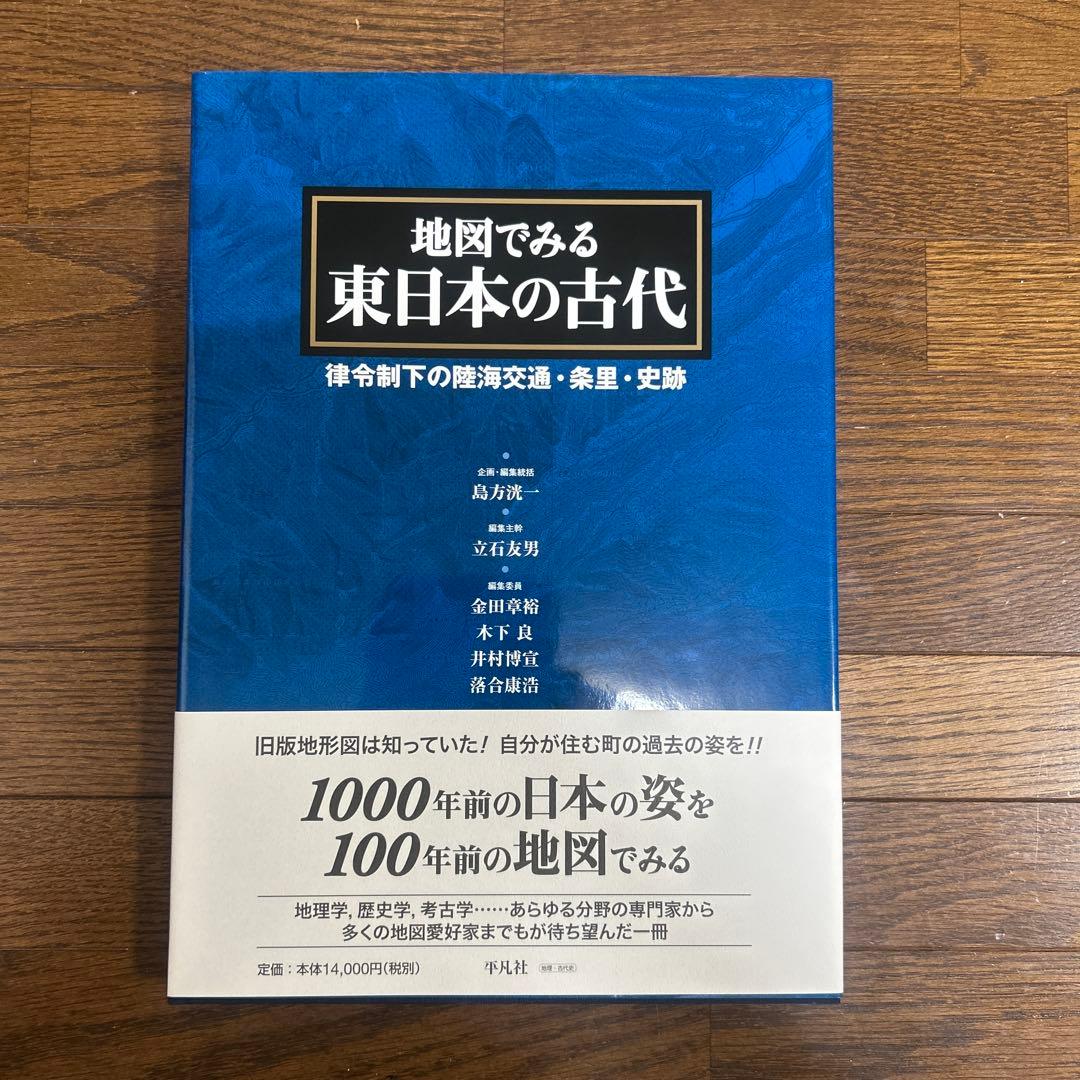 地図でみる
東日本の古代
律令制下の陸海交通・条里・史跡
企画・編集統括
島方洸一
編集主幹
立石友男
編集委員
金田章裕
木下 良
井村博宣
落合康浩
旧版地形図は知っていた! 自分が住む町の過去の姿を!!
1000年前の日本の姿を
100年前の地図でみる
地理学, 歴史学, 考古学……あらゆる分野の専門家から
多くの地図愛好家までもが待ち望んだ一冊
定価：本体14,000円(税別) 平凡社 地理・古代史